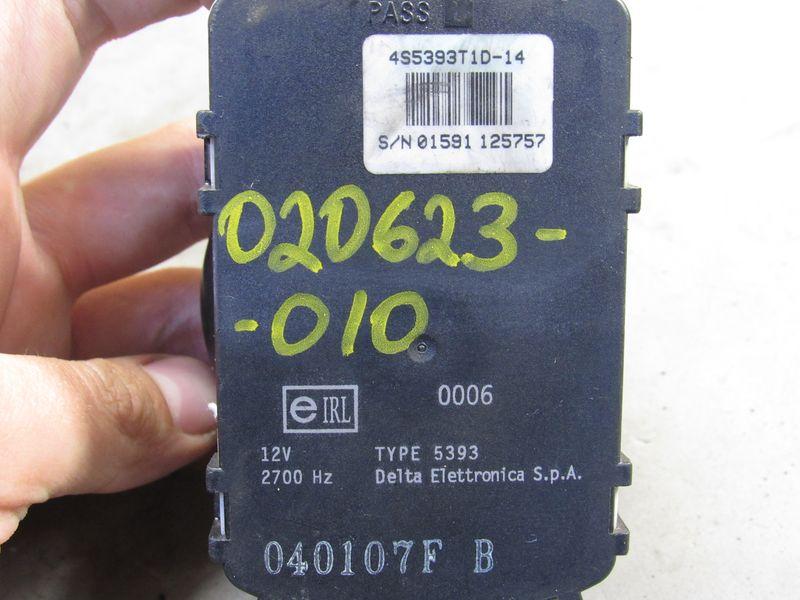 PASS
4S5393T1D-14
S/N 01591 125757
020623-
-010
e IRL 0006
12V TYPE 5393
2700 Hz Delta Elettronica S.p.A.
040107F B